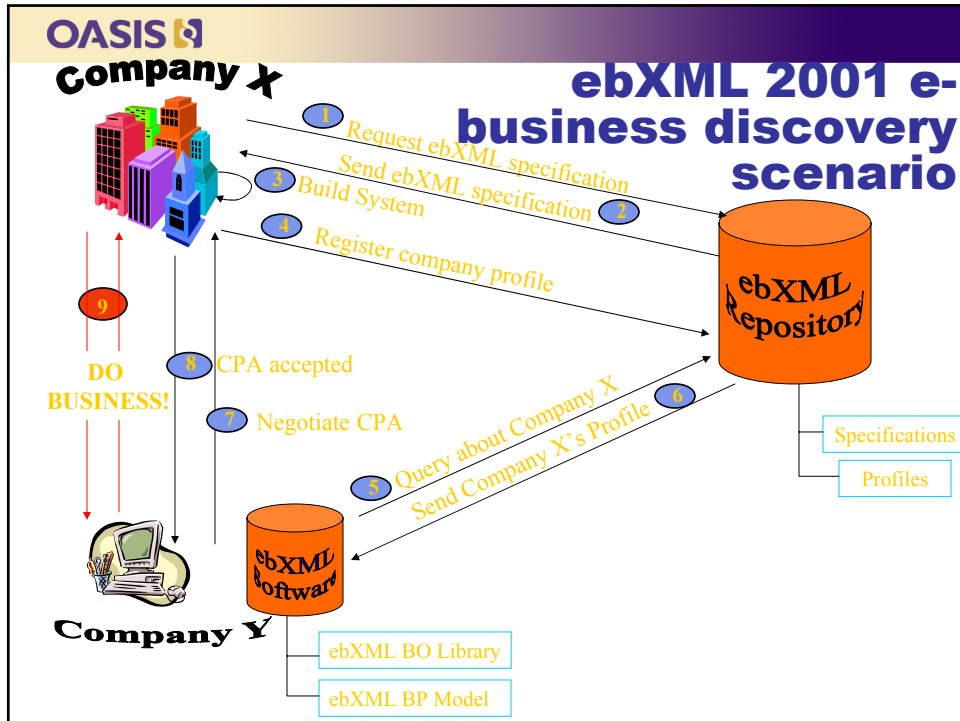 OASIS
Company X
ebXML 2001 e-
business discovery
scenario
1
Request ebXML specification
Send ebXML specification
2
3
Build System
4
Register company profile
ebXML
Repository
9
DO
BUSINESS!
8
CPA accepted
7
Negotiate CPA
5
Query about Company X
Send Company X’s Profile
6
Specifications
Profiles
ebXML
Software
Company Y
ebXML BO Library
ebXML BP Model